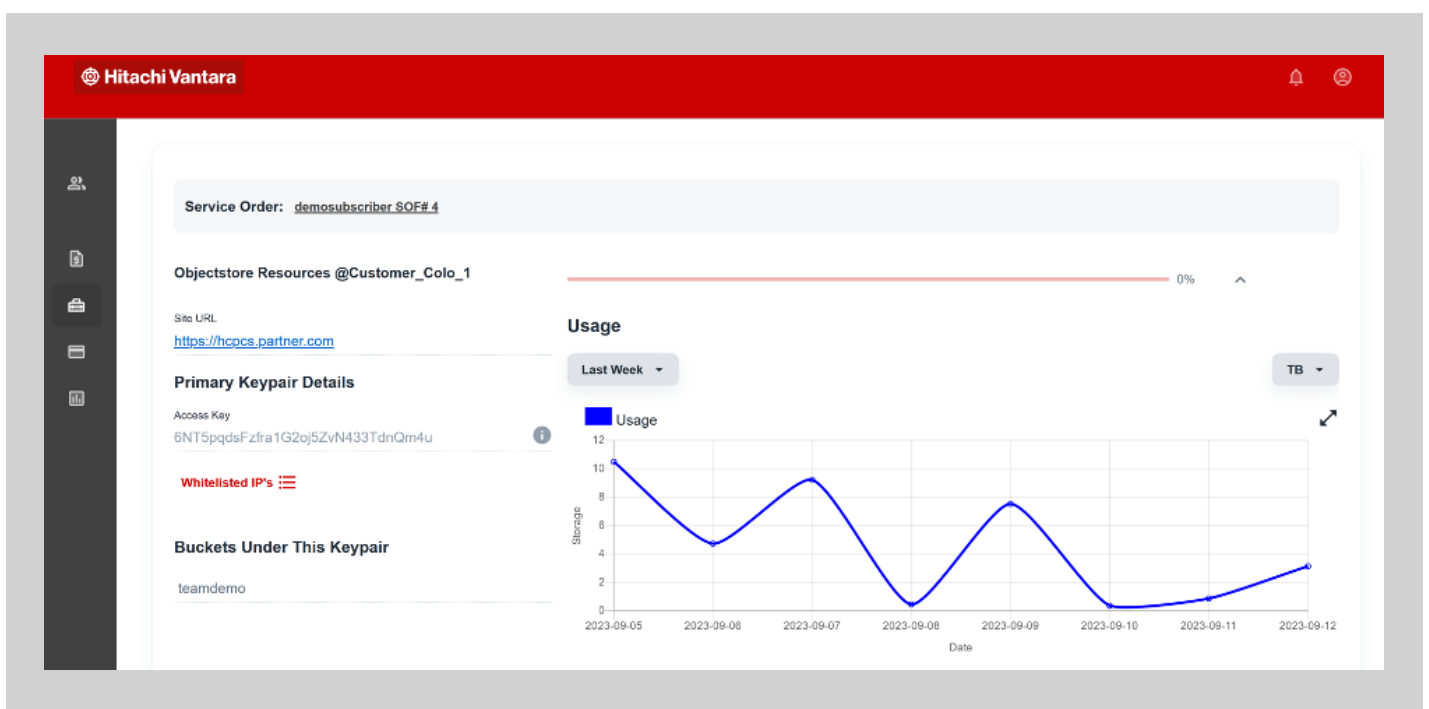 Hitachi Vantara
Service Order: demosubscriber SOF# 4
Objectstore Resources @Customer_Colo_1
0%
Site URL
https://hcpcs.partner.com
Primary Keypair Details
Access Key
6NT5pqdsFzfra1G2oj5ZvN433TdnQm4u
Whitelisted IP's
Buckets Under This Keypair
teamdemo
Usage
Last Week
TB
Usage
12
10
8
6
4
2
0
Storage
2023-09-05 2023-09-06 2023-09-07 2023-09-08 2023-09-09 2023-09-10 2023-09-11 2023-09-12
Date